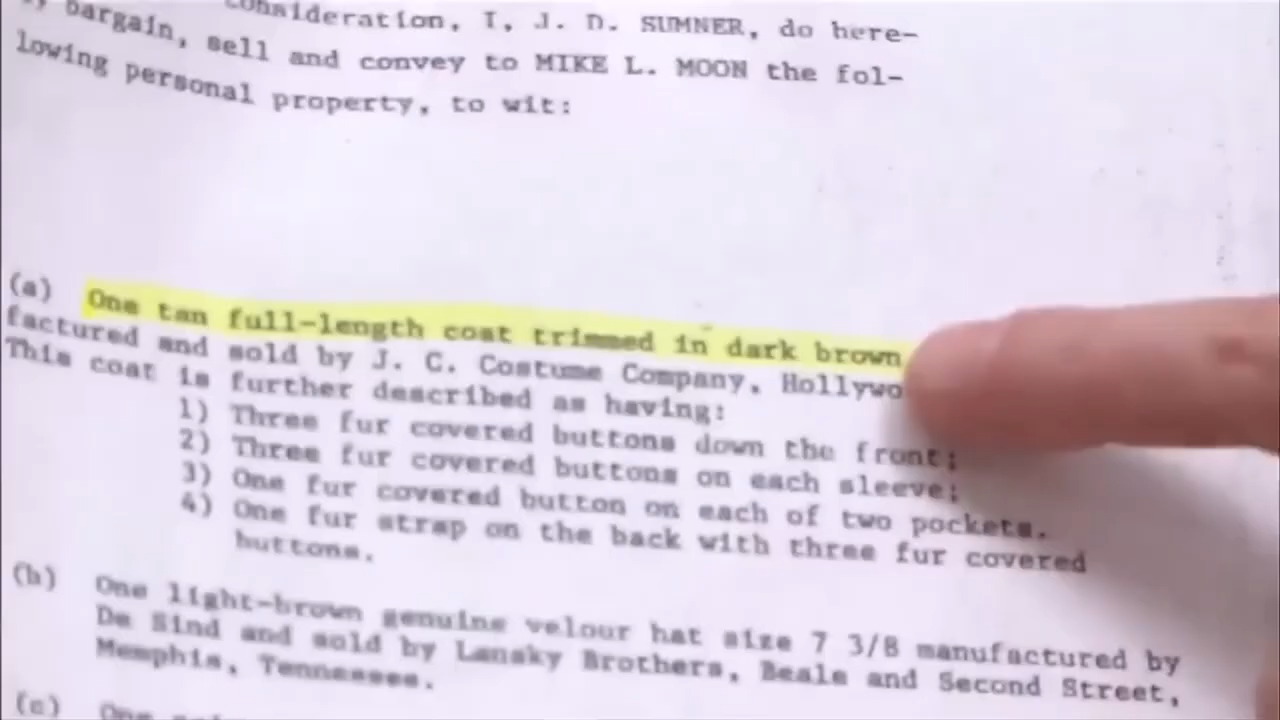 consideration, I, J. D. SUMNER, do here-
bargain, sell and convey to MIKE L. MOON the fol-
lowing personal property, to wit:
(a) One tan full-length coat trimmed in dark brown
factured and sold by J. C. Costume Company, Hollywo
This coat is further described as having:
1) Three fur covered buttons down the front;
2) Three fur covered buttons on each sleeve;
3) One fur covered button on each of two pockets.
4) One fur strap on the back with three fur covered
buttons.
(b) One light-brown genuine velour hat size 7 3/8 manufactured by
De Sind and sold by Lansky Brothers, Beale and Second Street,
Memphis, Tennessee.
(c) One